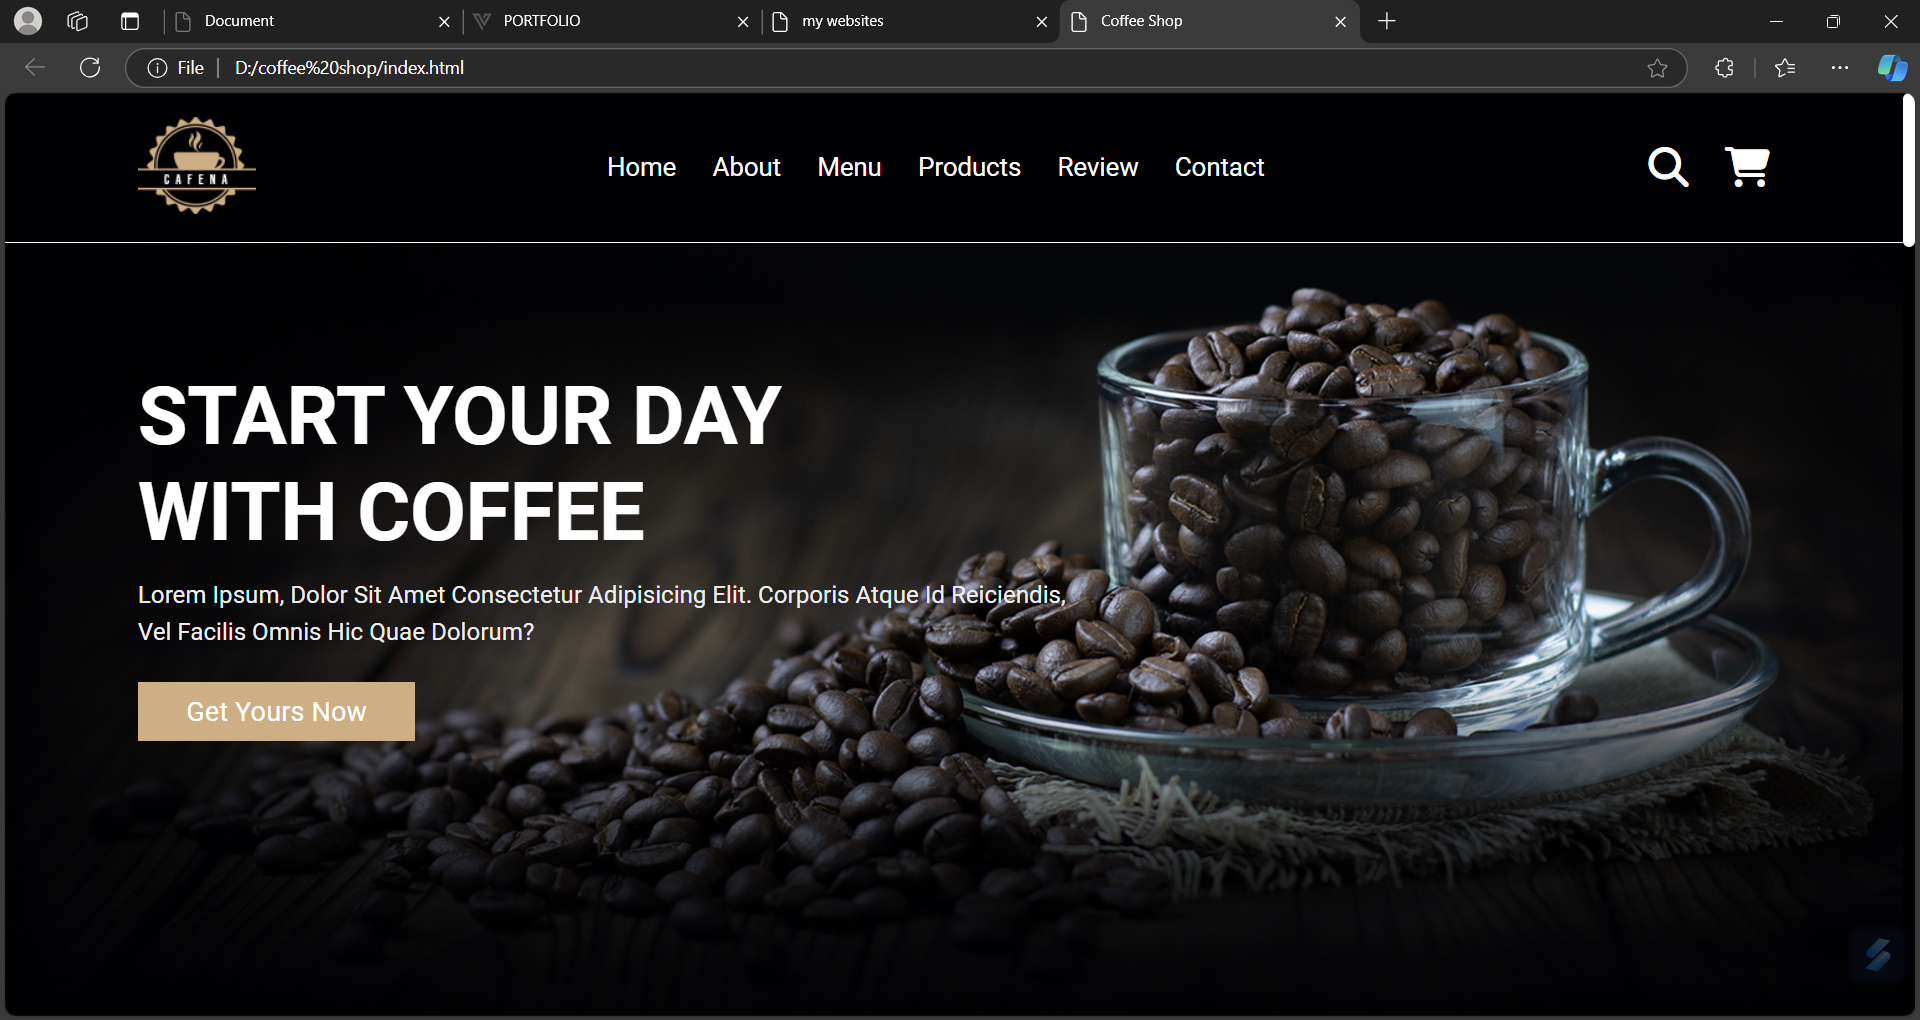 Document
PORTFOLIO
my websites
Coffee Shop
File
D:/coffee%20shop/index.html
CAFENA
Home
About
Menu
Products
Review
Contact
START YOUR DAY
WITH COFFEE
Lorem Ipsum, Dolor Sit Amet Consectetur Adipisicing Elit. Corporis Atque Id Reiciendis,
Vel Facilis Omnis Hic Quae Dolorum?
Get Yours Now